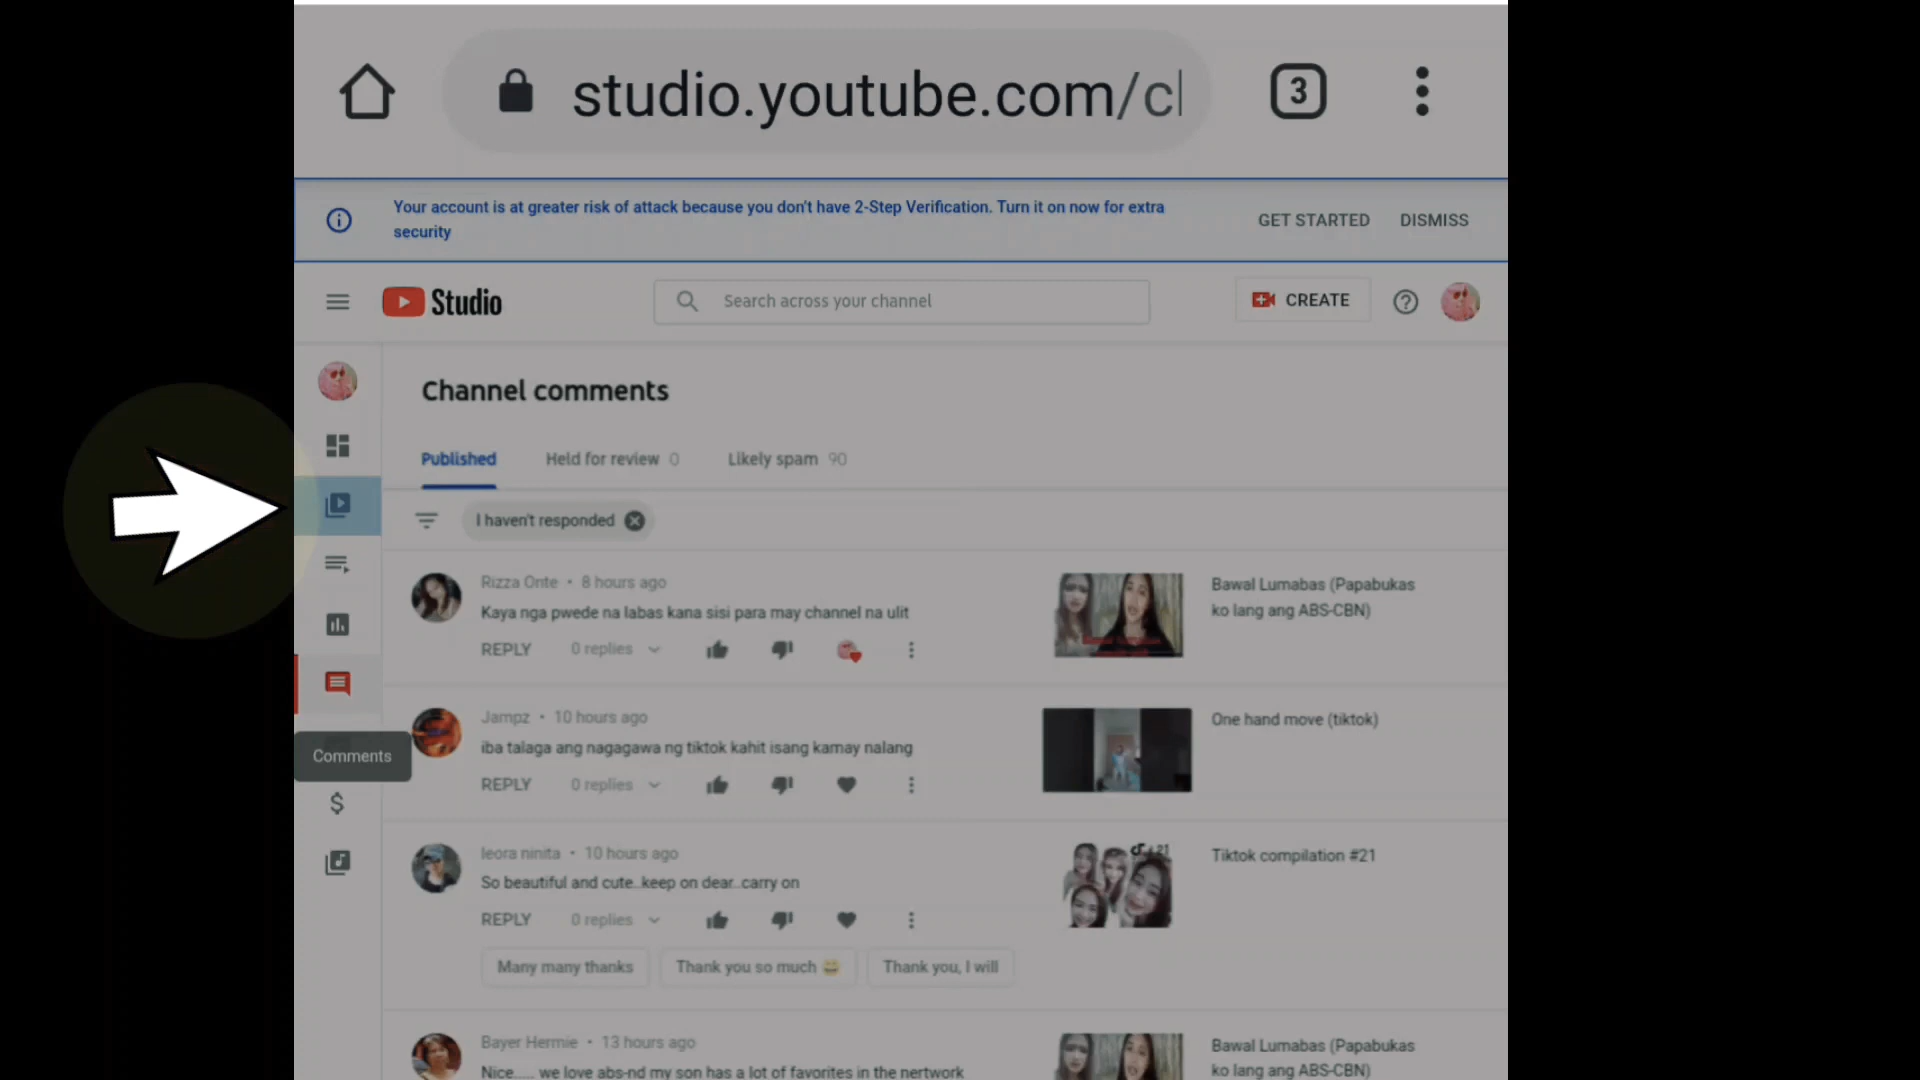 studio.youtube.com/cl
3
Your account is at greater risk of attack because you don't have 2-Step Verification. Turn it on now for extra
security
GET STARTED
DISMISS
Studio
Search across your channel
CREATE
Channel comments
Published
Held for review 0
Likely spam 90
I haven't responded
Rizza Onte • 8 hours ago
Kaya nga pwede na labas kana sisi para may channel na ulit
REPLY
0 replies
Bawal Lumabas (Papabukas
ko lang ang ABS-CBN)
Comments
Jampz • 10 hours ago
iba talaga ang nagagawa ng tiktok kahit isang kamay nalang
REPLY
0 replies
One hand move (tiktok)
leora ninita • 10 hours ago
So beautiful and cute..keep on dear..carry on
REPLY
0 replies
Many many thanks
Thank you so much 😄
Thank you, I will
Tiktok compilation #21
Bayer Hermie • 13 hours ago
Nice..... we love abs-nd my son has a lot of favorites in the nertwork
Bawal Lumabas (Papabukas
ko lang ang ABS-CBN)